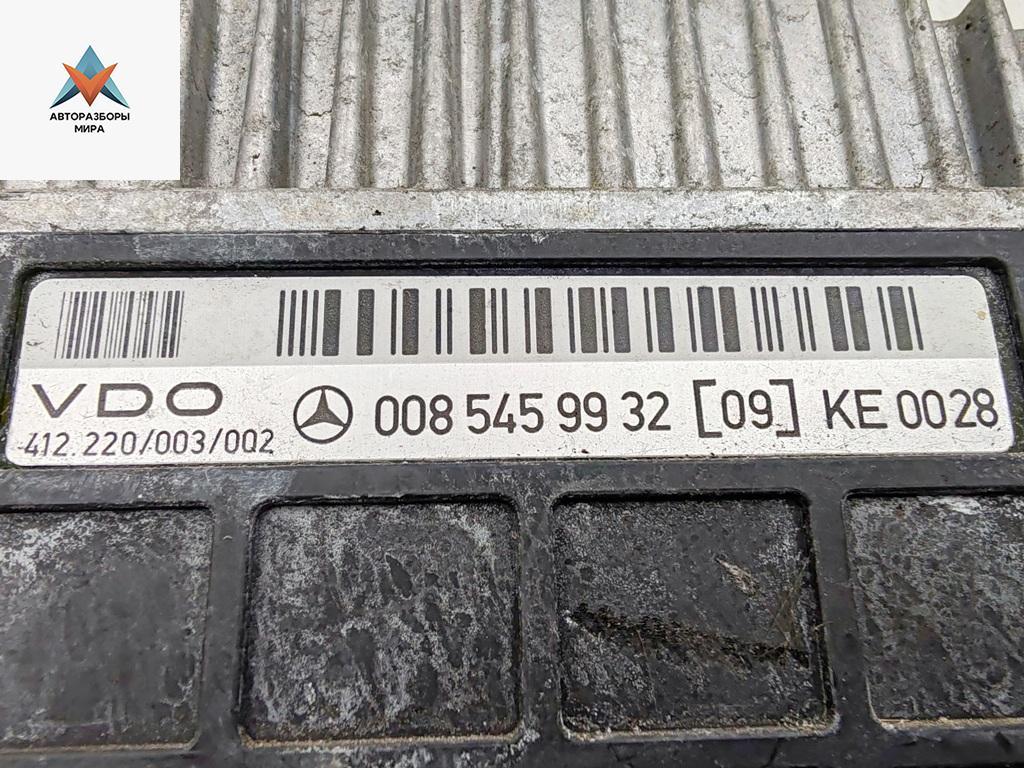 АВТОРАЗБОРЫ
МИРА
VDO 008 545 99 32 [09] KE 0028
412.220/003/002